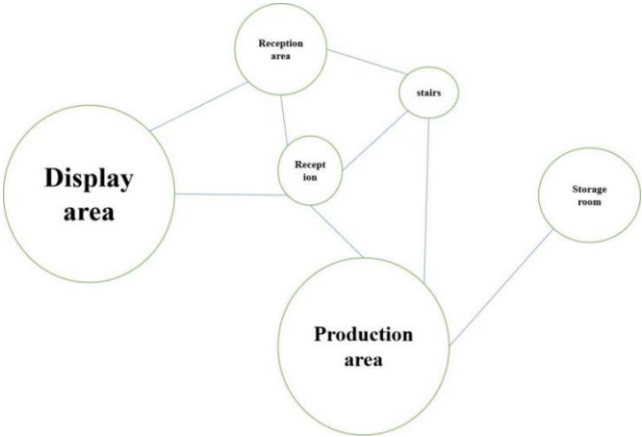 Reception
area
stairs
Recept
ion
Display
area
Storage
room
Production
area